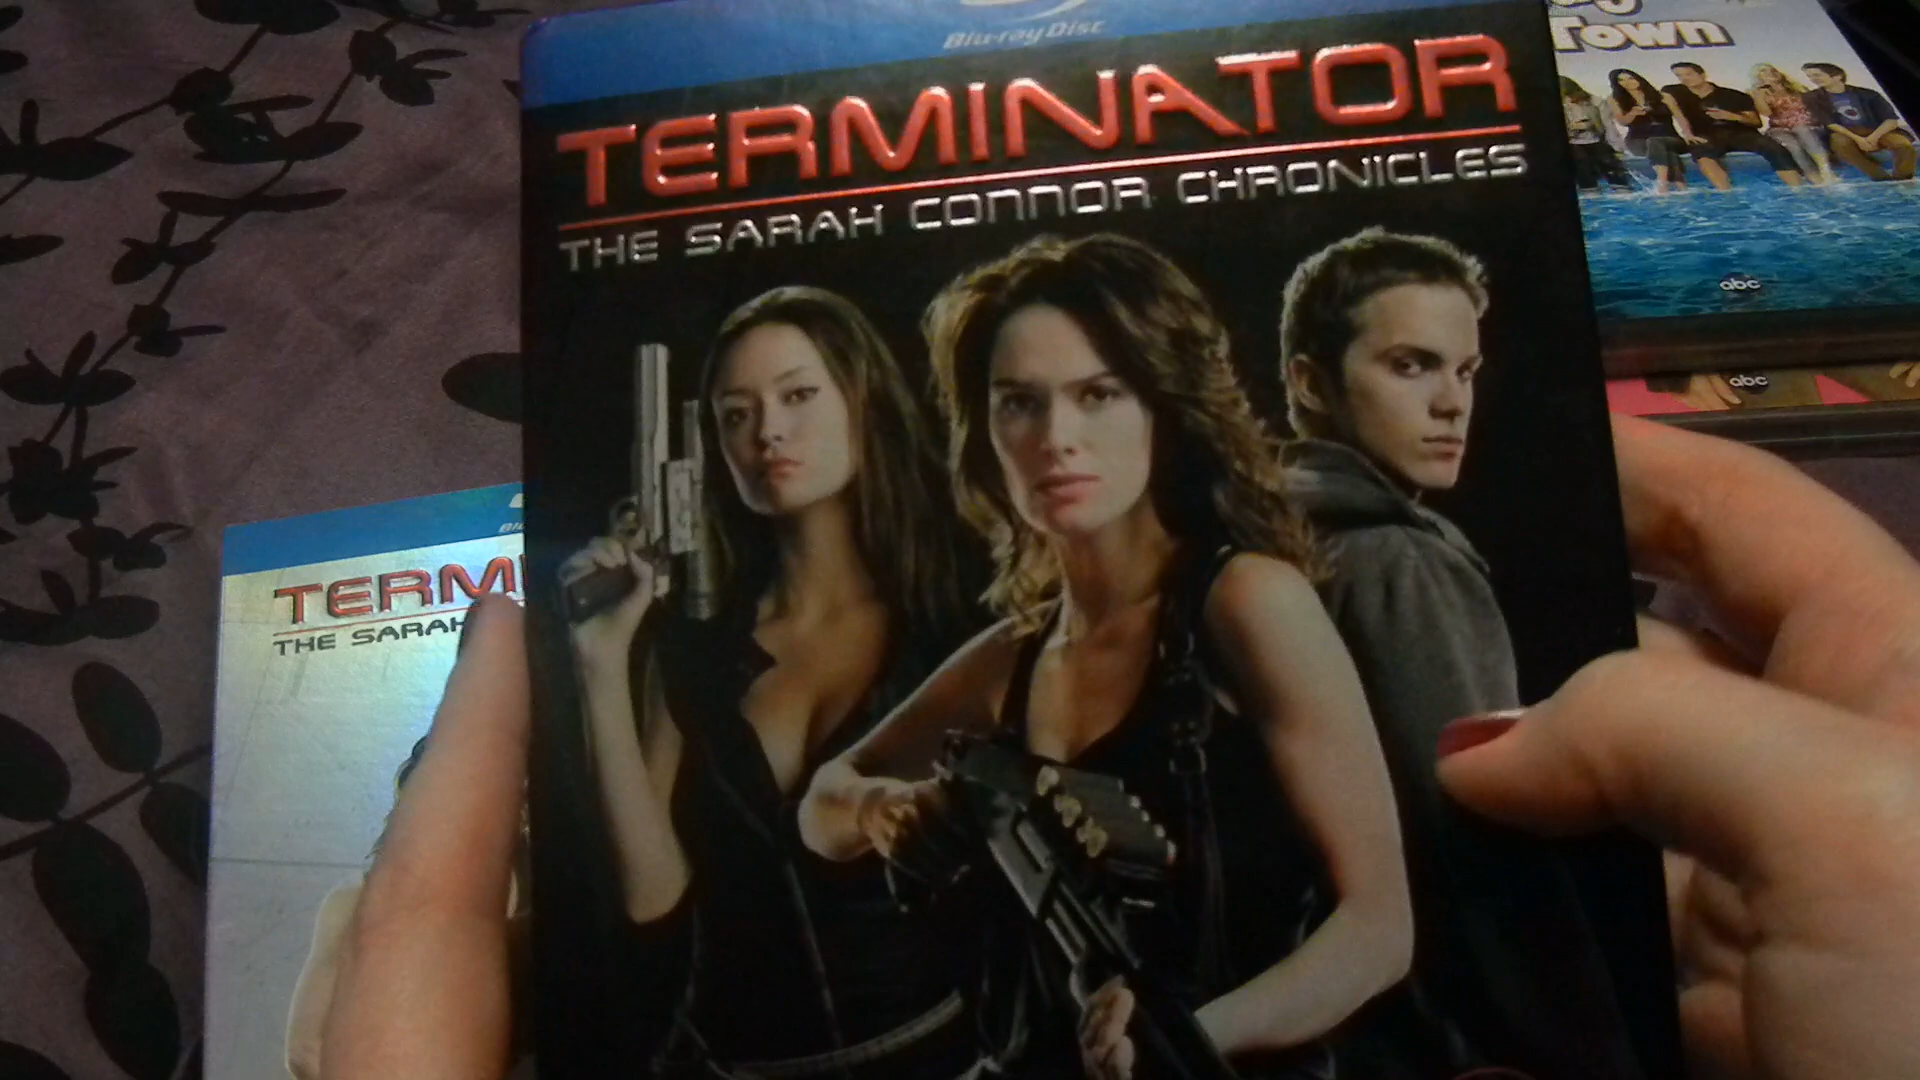 Blu-ray Disc
TERMINATOR
THE SARAH CONNOR CHRONICLES
TERM
THE SARAH
Town
abc
abc